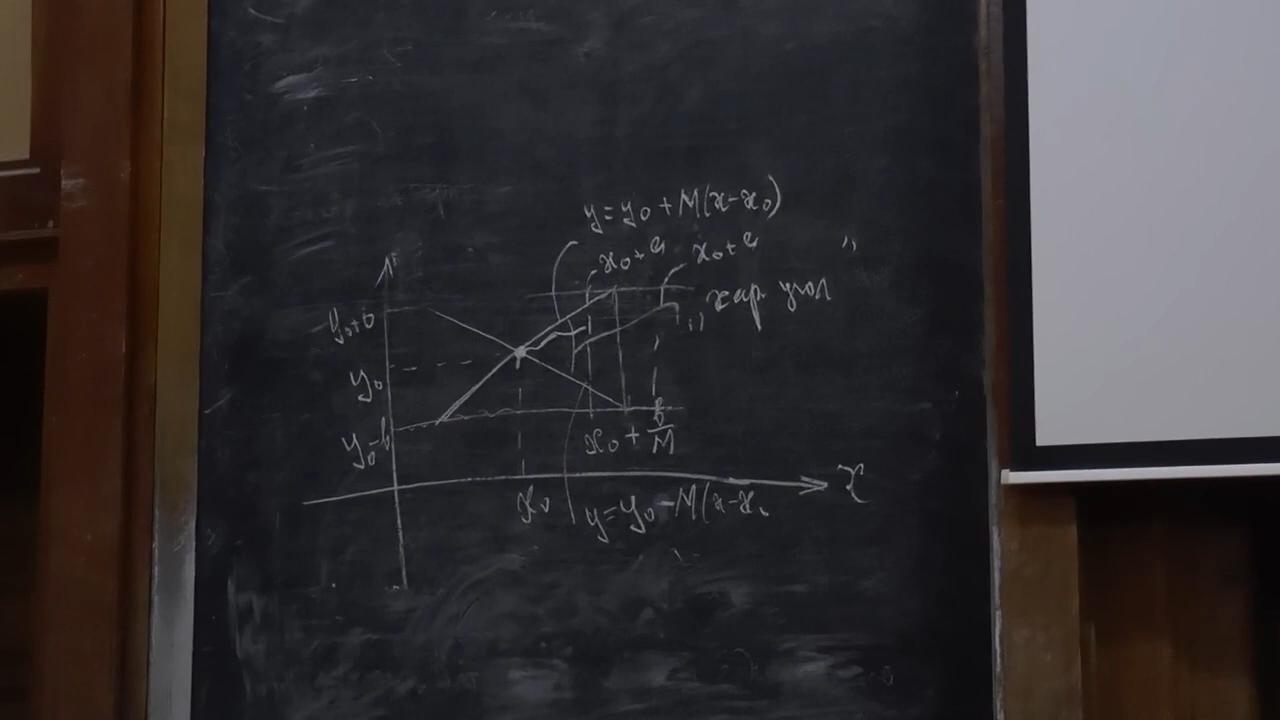 y = y₀ + M(x-x₀)
x₀+a
x₀+a
y₀+b
хар. угол
y₀
y₀-b
x₀ + b/M
x
x₀
y = y₀ - M(x-x₀